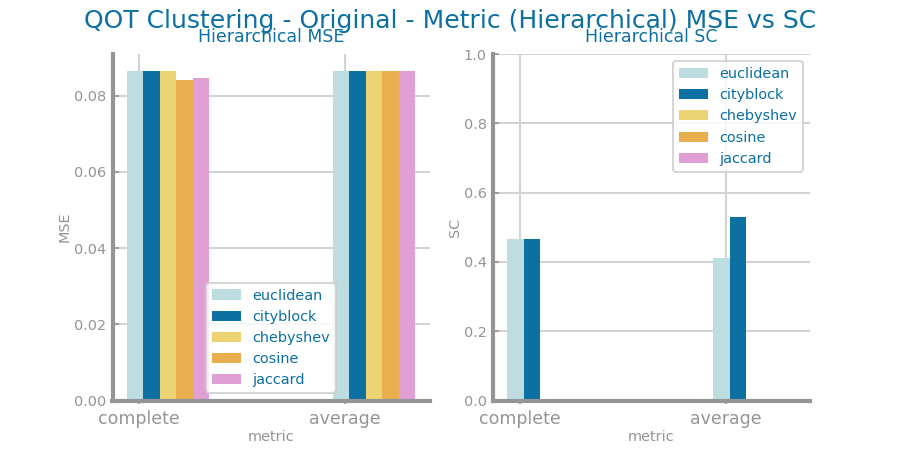 QOT Clustering - Original - Metric (Hierarchical) MSE vs SC
Hierarchical MSE
MSE
0.08
0.06
0.04
0.02
0.00
euclidean
cityblock
chebyshev
cosine
jaccard
complete
average
metric
Hierarchical SC
SC
1.0
0.8
0.6
0.4
0.2
0.0
euclidean
cityblock
chebyshev
cosine
jaccard
complete
average
metric